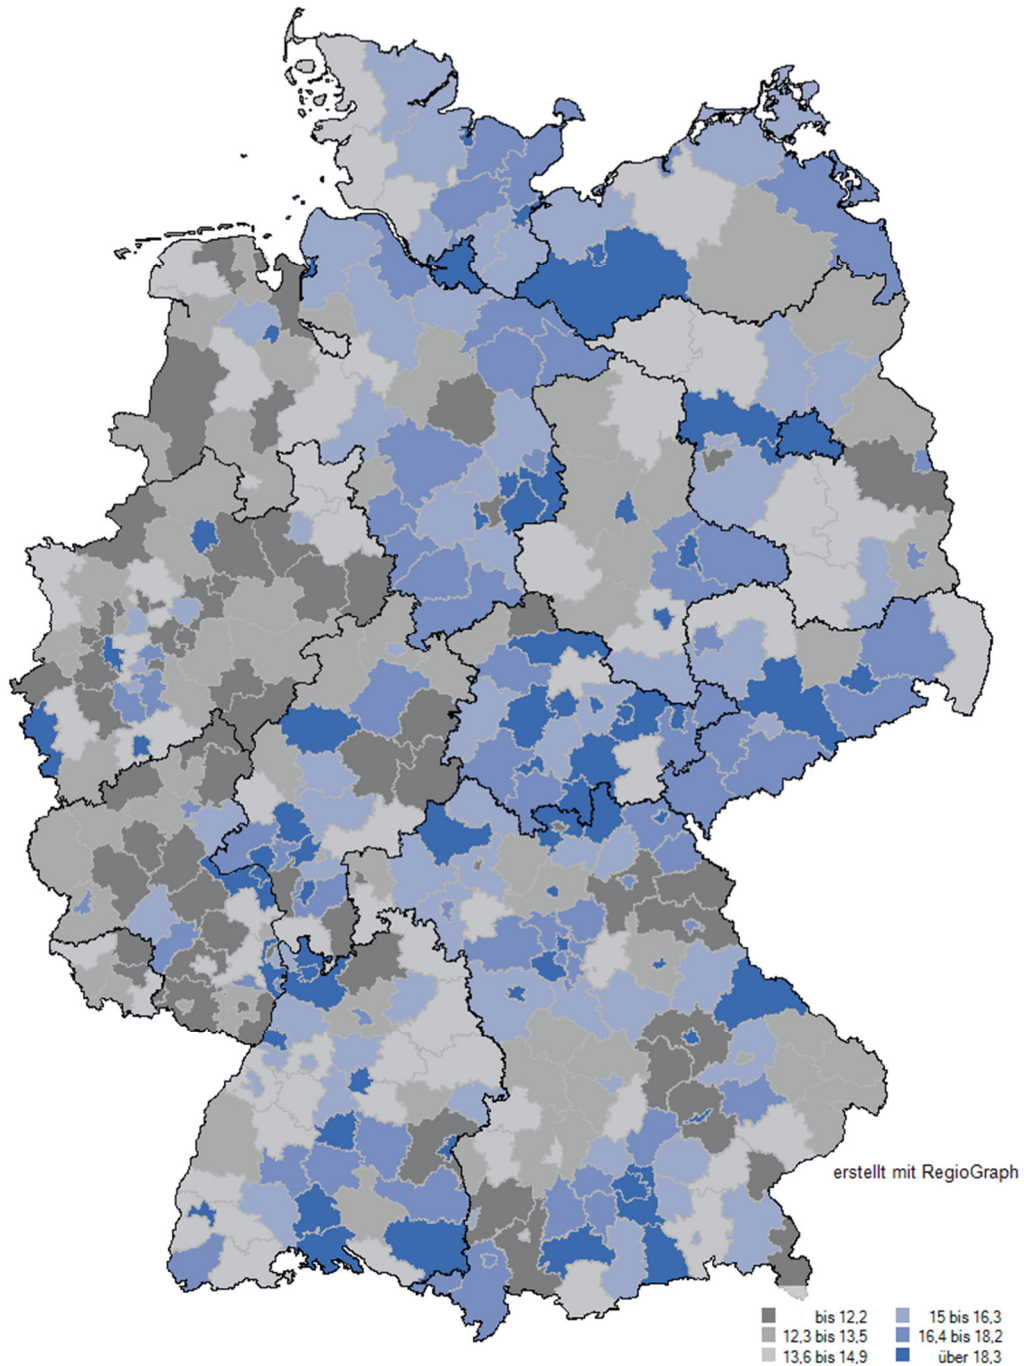 erstellt mit RegioGraph
bis 12,2
12,3 bis 13,5
13,6 bis 14,9
15 bis 16,3
16,4 bis 18,2
über 18,3